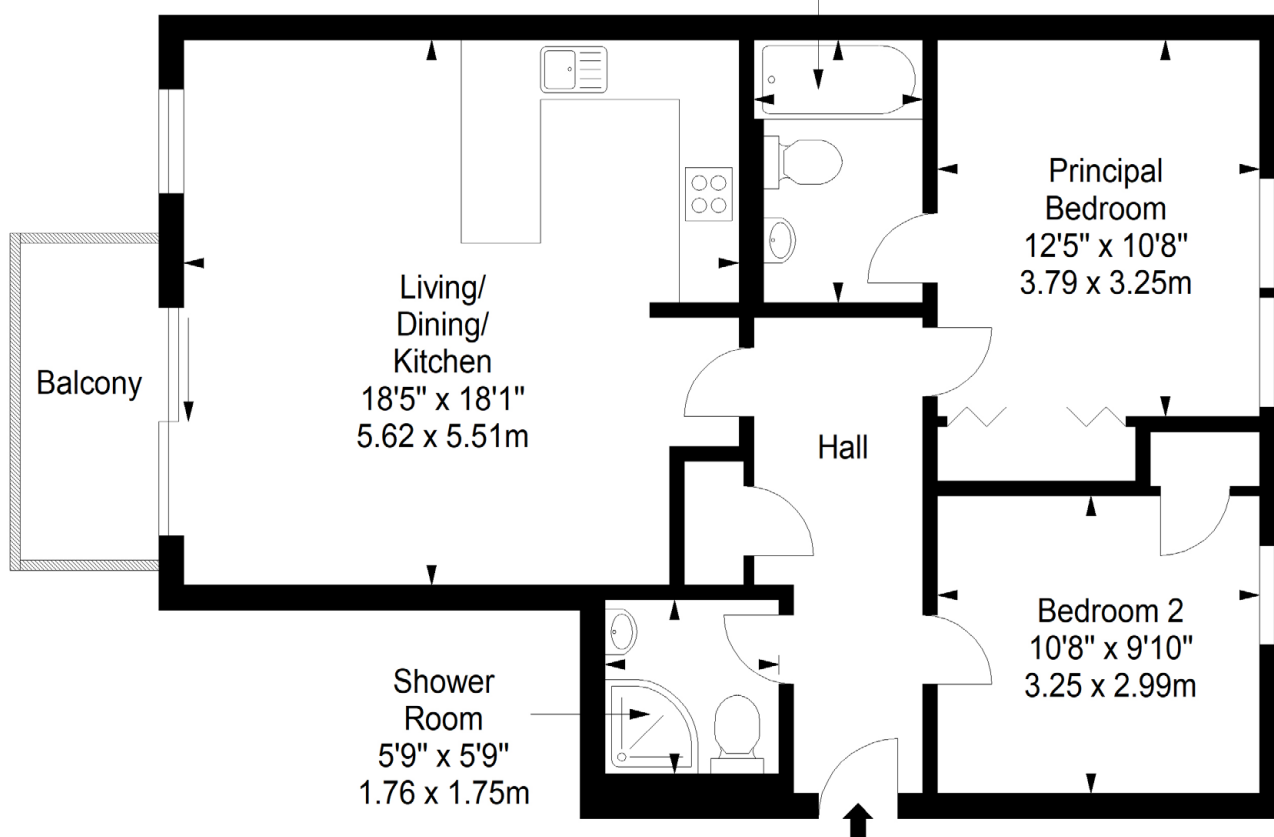 Principal
Bedroom
12'5" x 10'8"
3.79 x 3.25m
Living/
Dining/
Kitchen
18'5" x 18'1"
5.62 x 5.51m
Balcony
Hall
Bedroom 2
10'8" x 9'10"
3.25 x 2.99m
Shower
Room
5'9" x 5'9"
1.76 x 1.75m